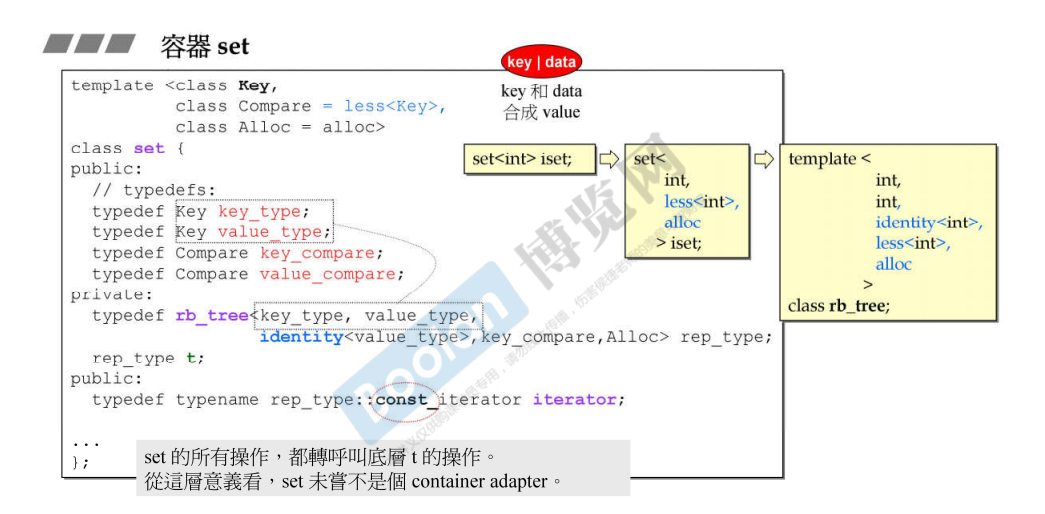 容器 set
key | data
key 和 data
合成 value
template <class Key,
class Compare = less<Key>,
class Alloc = alloc>
class set {
public:
// typedefs:
typedef Key key_type;
typedef Key value_type;
typedef Compare key_compare;
typedef Compare value_compare;
private:
typedef rb_tree<key_type, value_type,
identity<value_type>,key_compare,Alloc> rep_type;
rep_type t;
public:
typedef typename rep_type::const_iterator iterator;
...
};
set<int> iset;
set<
int,
less<int>,
alloc
> iset;
template <
int,
int,
identity<int>,
less<int>,
alloc
>
class rb_tree;
set 的所有操作，都轉呼叫底層 t 的操作。
從這層意義看，set 未嘗不是個 container adapter。
Boolan 博览网